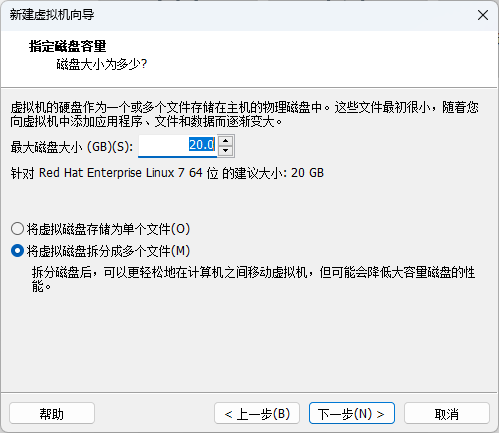 新建虚拟机向导
指定磁盘容量
磁盘大小为多少?
虚拟机的硬盘作为一个或多个文件存储在主机的物理磁盘中。这些文件最初很小，随着您
向虚拟机中添加应用程序、文件和数据而逐渐变大。
最大磁盘大小 (GB)(S): 20.0
针对 Red Hat Enterprise Linux 7 64 位 的建议大小: 20 GB
将虚拟磁盘存储为单个文件(O)
将虚拟磁盘拆分成多个文件(M)
拆分磁盘后，可以更轻松地在计算机之间移动虚拟机，但可能会降低大容量磁盘的性
能。
帮助 < 上一步(B) 下一步(N) > 取消